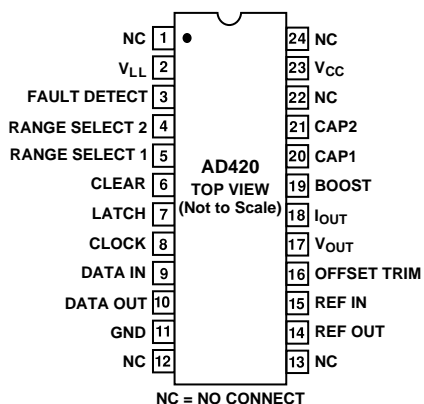 NC 1
VLL 2
FAULT DETECT 3
RANGE SELECT 2 4
RANGE SELECT 1 5
CLEAR 6
LATCH 7
CLOCK 8
DATA IN 9
DATA OUT 10
GND 11
NC 12
AD420
TOP VIEW
(Not to Scale)
24 NC
23 VCC
22 NC
21 CAP2
20 CAP1
19 BOOST
18 IOUT
17 VOUT
16 OFFSET TRIM
15 REF IN
14 REF OUT
13 NC
NC = NO CONNECT